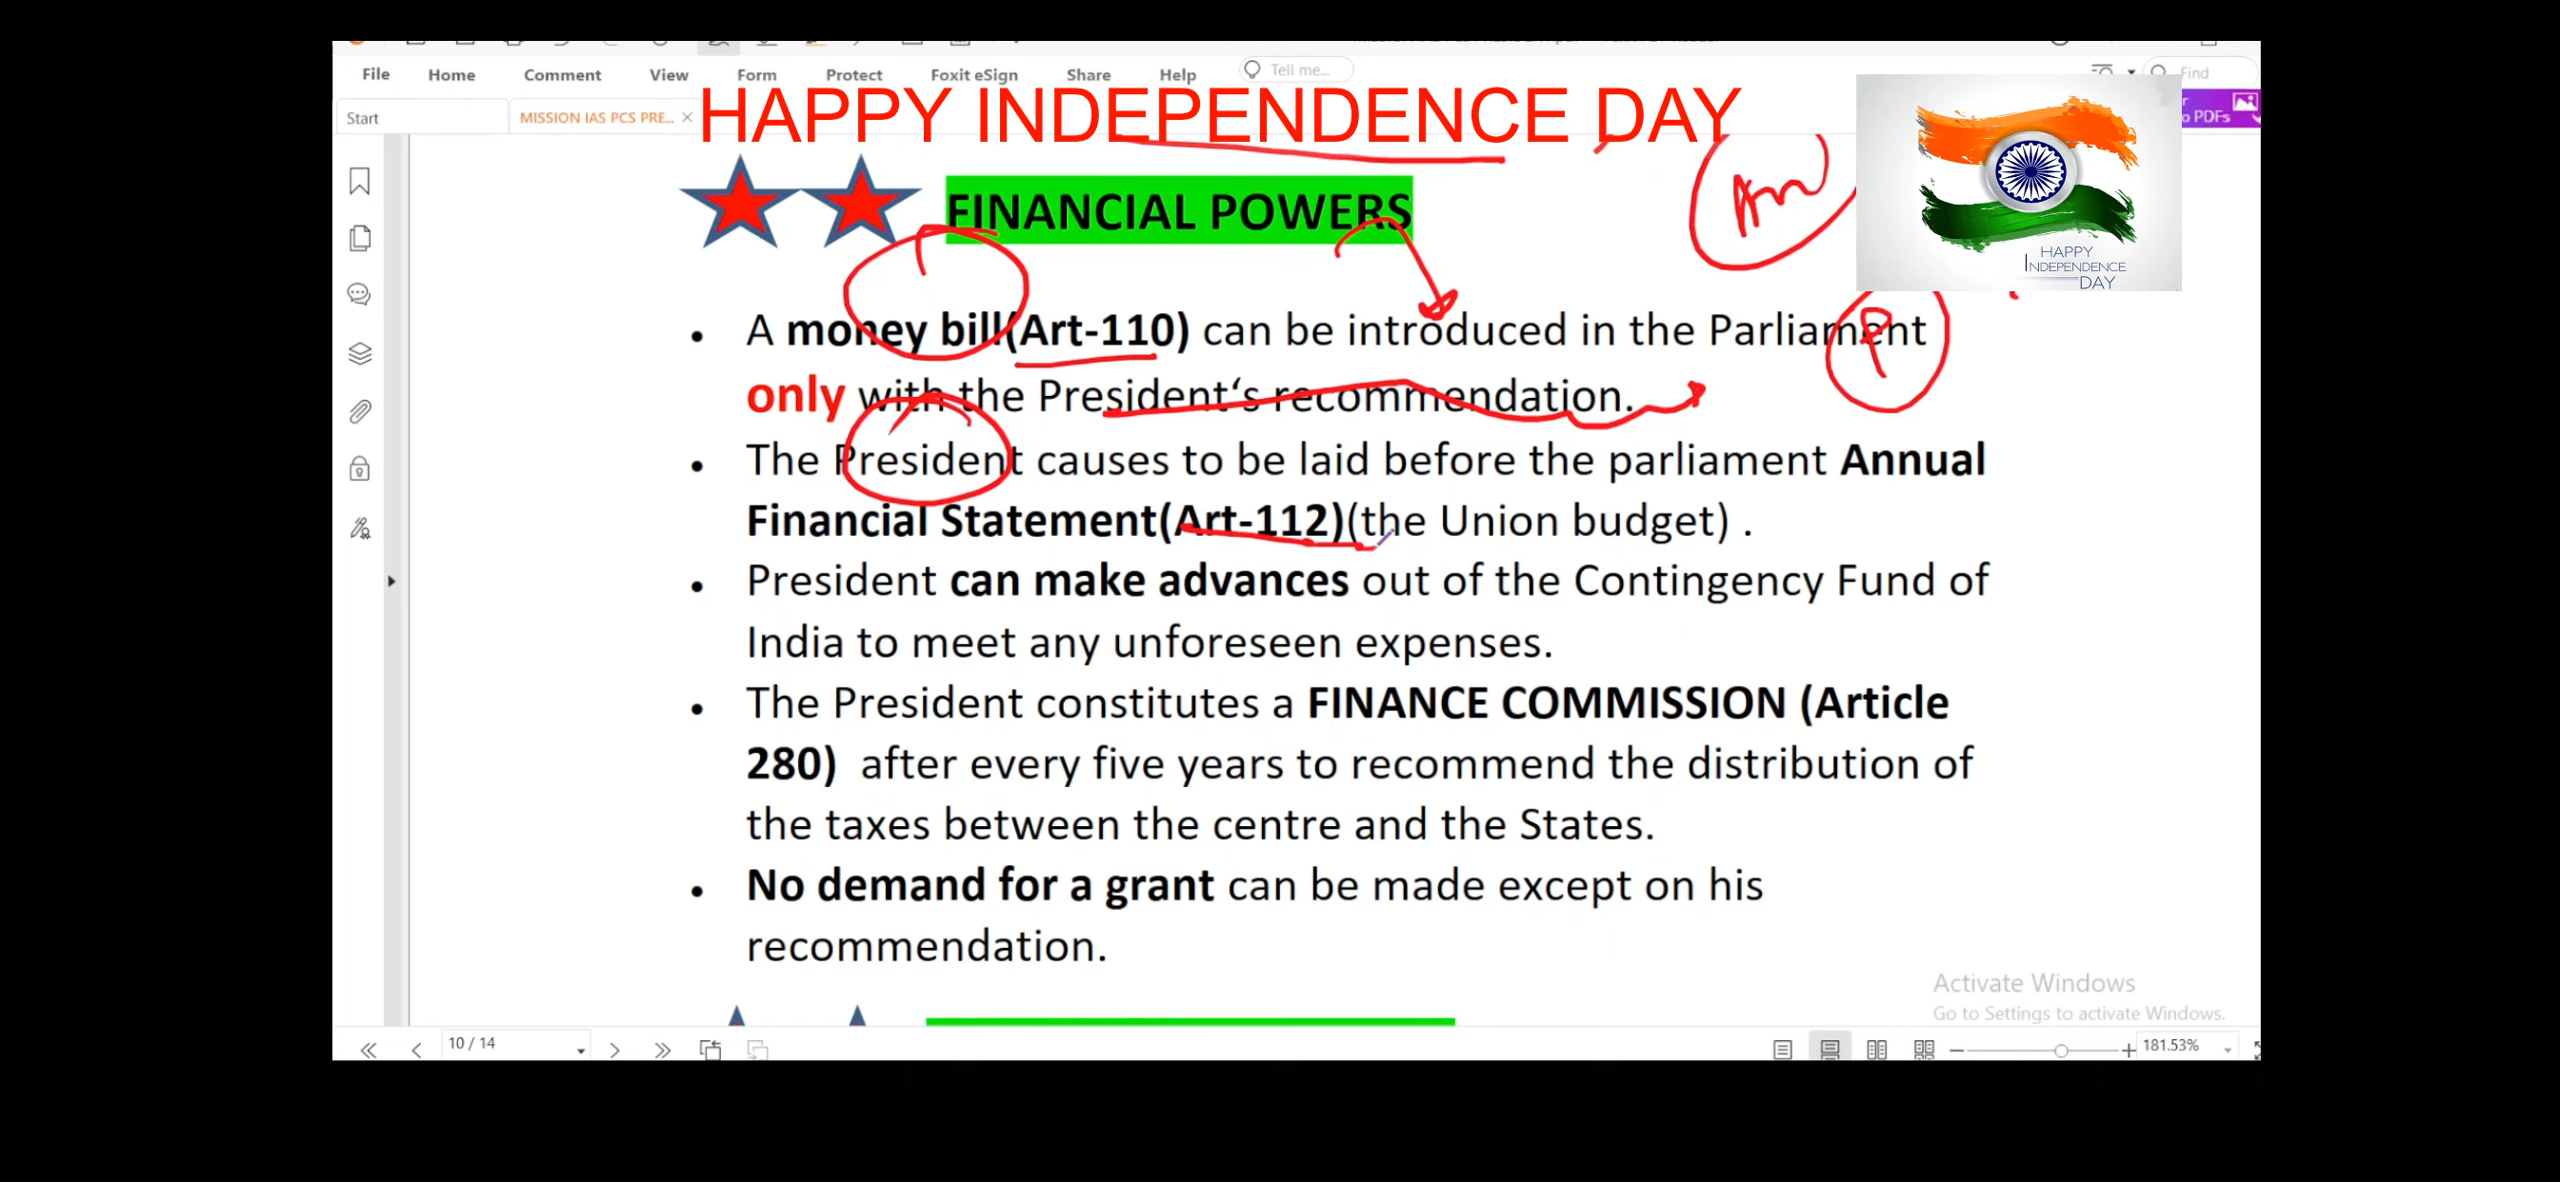 File Home Comment View Form Protect Foxit eSign Share Help Tell me... Find
Start MISSION IAS PCS PRE...
PDFs
HAPPY INDEPENDENCE DAY
FINANCIAL POWERS
An
HAPPY
INDEPENDENCE
DAY
• A money bill(Art-110) can be introduced in the Parliament
P
only with the President‘s recommendation.
• The President causes to be laid before the parliament Annual
Financial Statement(Art-112)(the Union budget) .
• President can make advances out of the Contingency Fund of
India to meet any unforeseen expenses.
• The President constitutes a FINANCE COMMISSION (Article
280) after every five years to recommend the distribution of
the taxes between the centre and the States.
• No demand for a grant can be made except on his
recommendation.
Activate Windows
Go to Settings to activate Windows.
10 / 14
181.53%